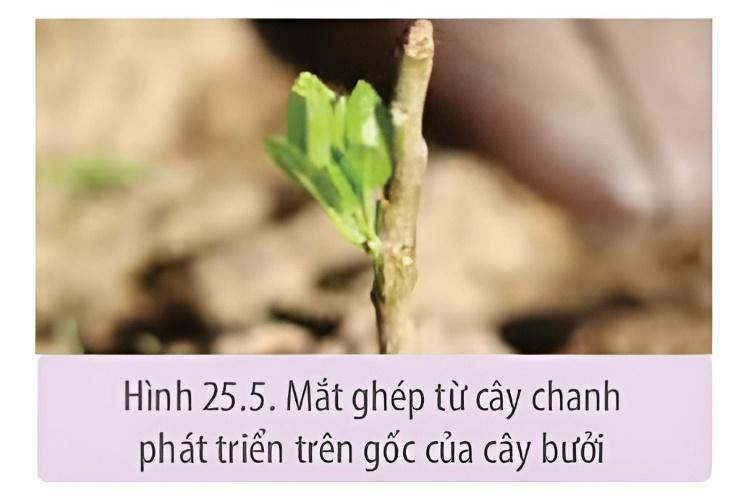 Hình 25.5. Mắt ghép từ cây chanh
phát triển trên gốc của cây bưởi